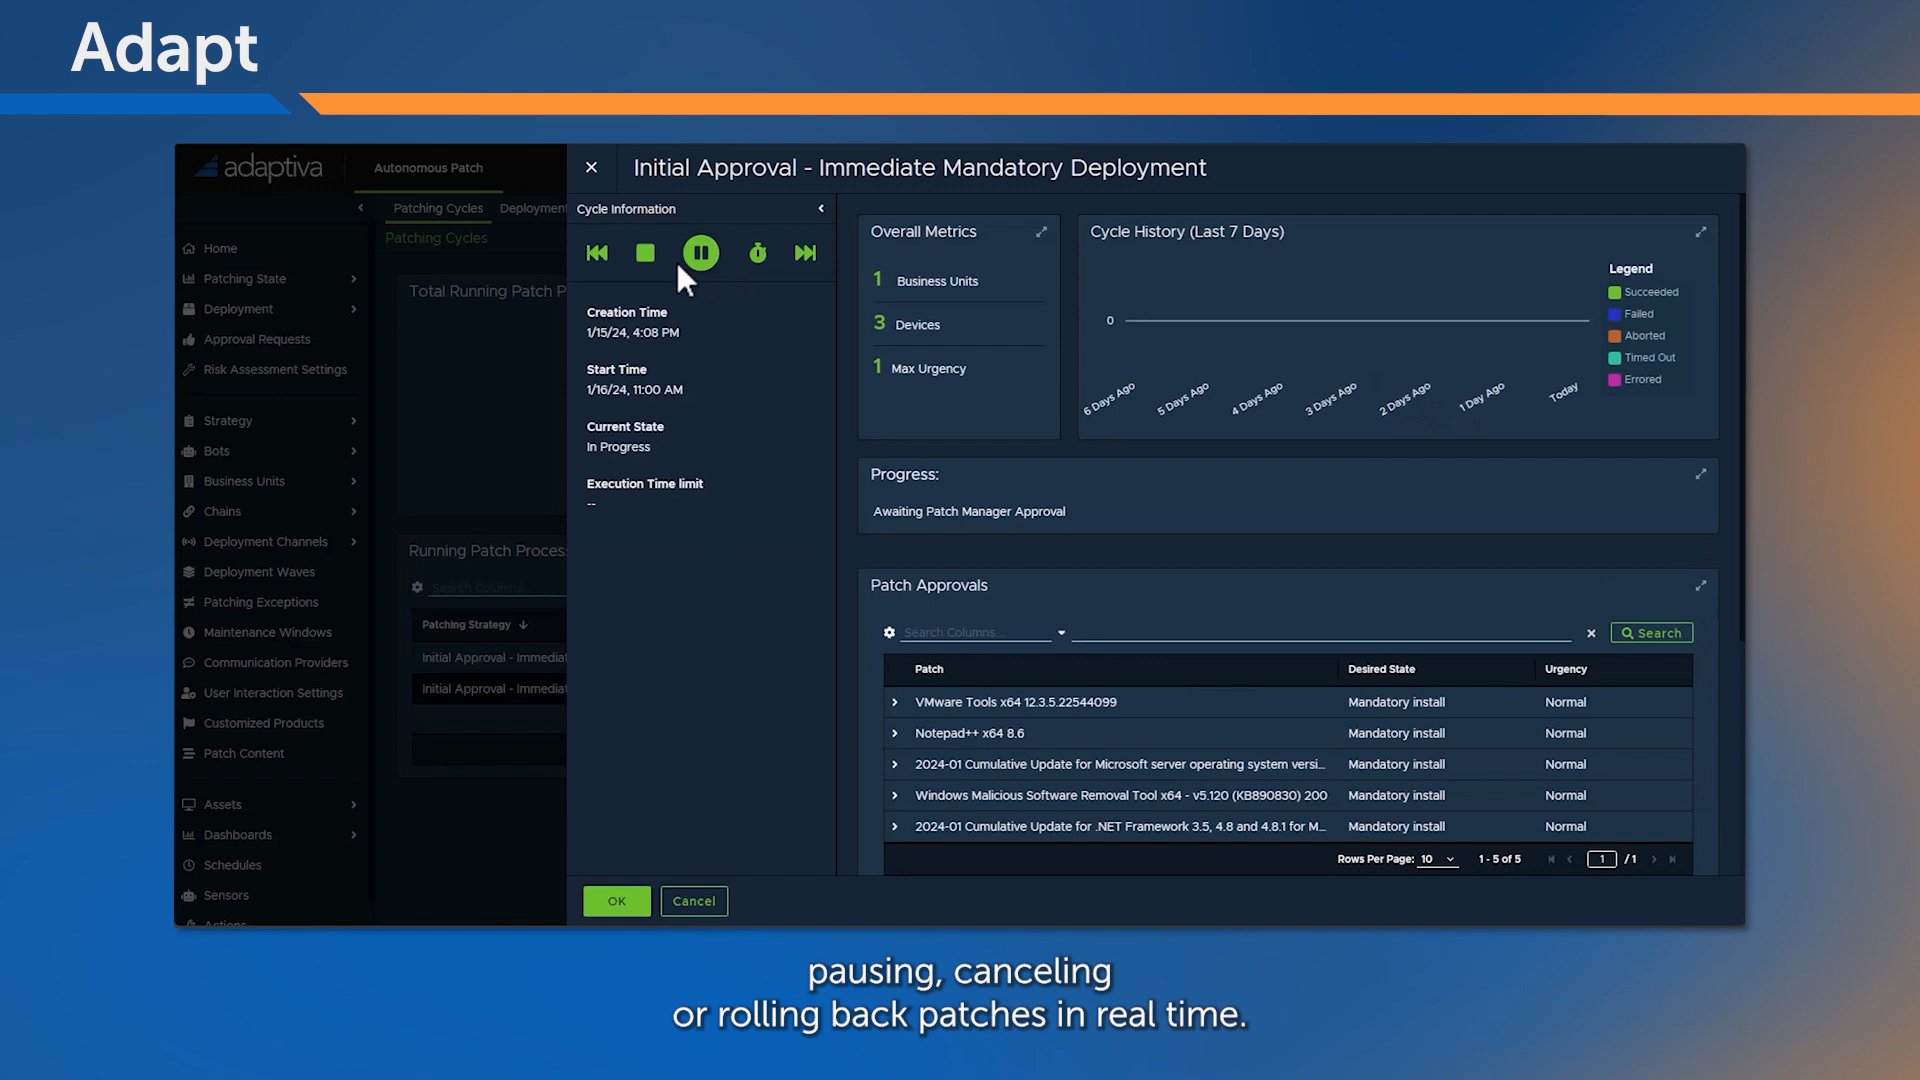 Adapt
adaptiva
Autonomous Patch
Home
Patching State
Deployment
Approval Requests
Risk Assessment Settings
Strategy
Bots
Business Units
Chains
Deployment Channels
Deployment Waves
Patching Exceptions
Maintenance Windows
Communication Providers
User Interaction Settings
Customized Products
Patch Content
Assets
Dashboards
Schedules
Sensors
Actions
Patching Cycles Deployment
Patching Cycles
Total Running Patch P
Running Patch Process
Search Columns...
Patching Strategy
Initial Approval - Immediat
Initial Approval - Immediat
Initial Approval - Immediate Mandatory Deployment
Cycle Information
Creation Time
1/15/24, 4:08 PM
Start Time
1/16/24, 11:00 AM
Current State
In Progress
Execution Time limit
--
Overall Metrics
1 Business Units
3 Devices
1 Max Urgency
Cycle History (Last 7 Days)
0
6 Days Ago 5 Days Ago 4 Days Ago 3 Days Ago 2 Days Ago 1 Day Ago Today
Legend
Succeeded
Failed
Aborted
Timed Out
Errored
Progress:
Awaiting Patch Manager Approval
Patch Approvals
Search Columns... Search
Patch Desired State Urgency
VMware Tools x64 12.3.5.22544099 Mandatory install Normal
Notepad++ x64 8.6 Mandatory install Normal
2024-01 Cumulative Update for Microsoft server operating system versi... Mandatory install Normal
Windows Malicious Software Removal Tool x64 - v5.120 (KB890830) 200 Mandatory install Normal
2024-01 Cumulative Update for .NET Framework 3.5, 4.8 and 4.8.1 for M... Mandatory install Normal
Rows Per Page: 10 1 - 5 of 5 1 / 1
OK Cancel
pausing, canceling
or rolling back patches in real time.